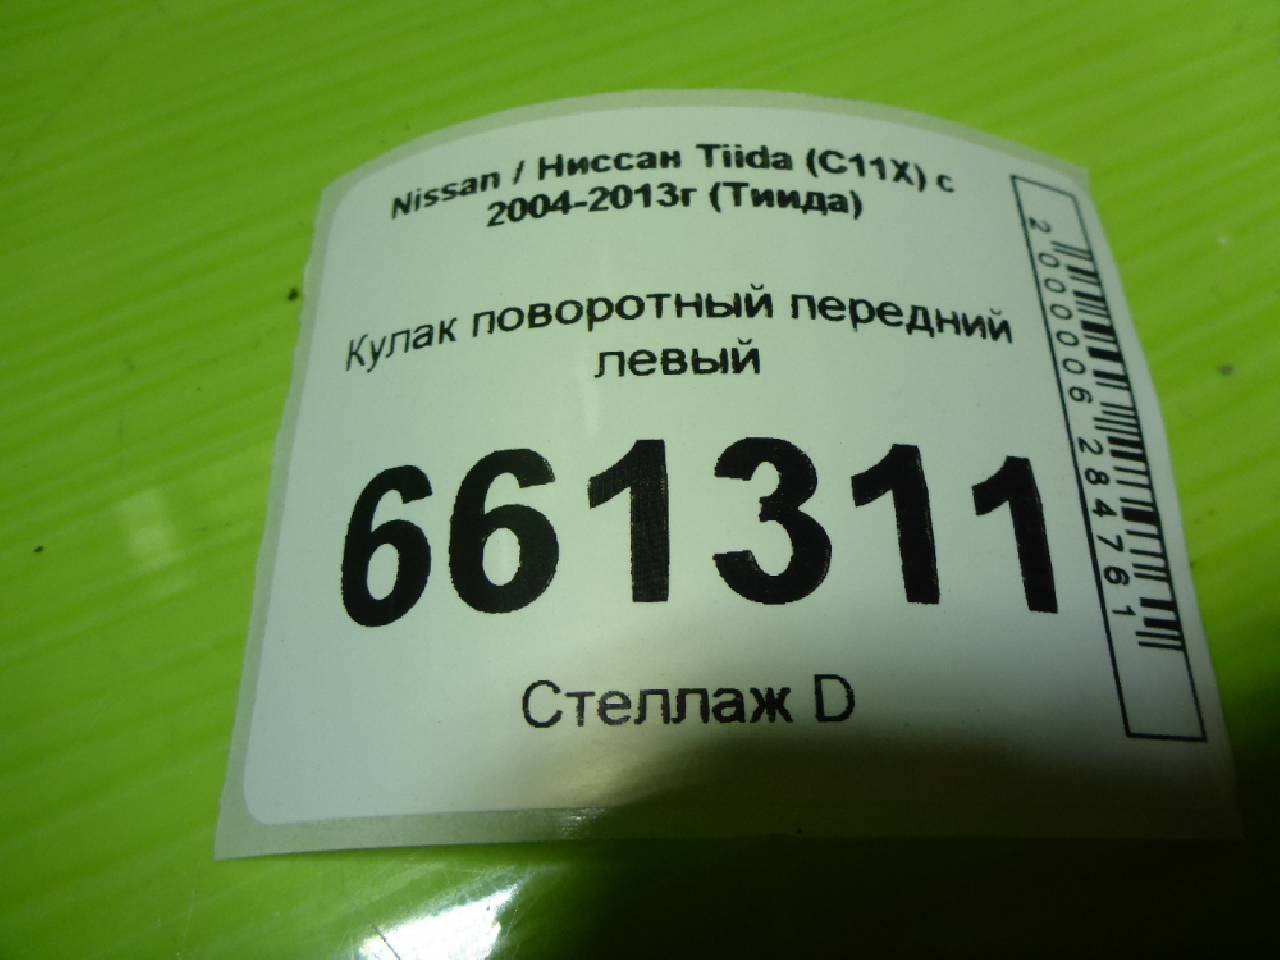 Nissan / Ниссан Tiida (C11X) с
2004-2013г (Тиида)
Кулак поворотный передний
левый
661311
Стеллаж D
2000006284761